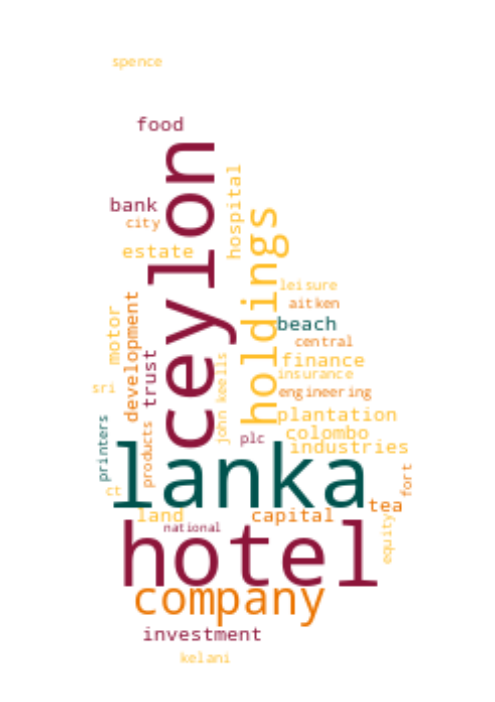 spence
food
ceylon
bank
city
hospital
estate
holdings
leisure
aitken
development
motor
beach
central
trust
john keells
finance
insurance
sri
engineering
plantation
printers
products
colombo
plc
industries
lanka
fort
ct
tea
land
capital
equity
national
hotel
company
investment
kelani